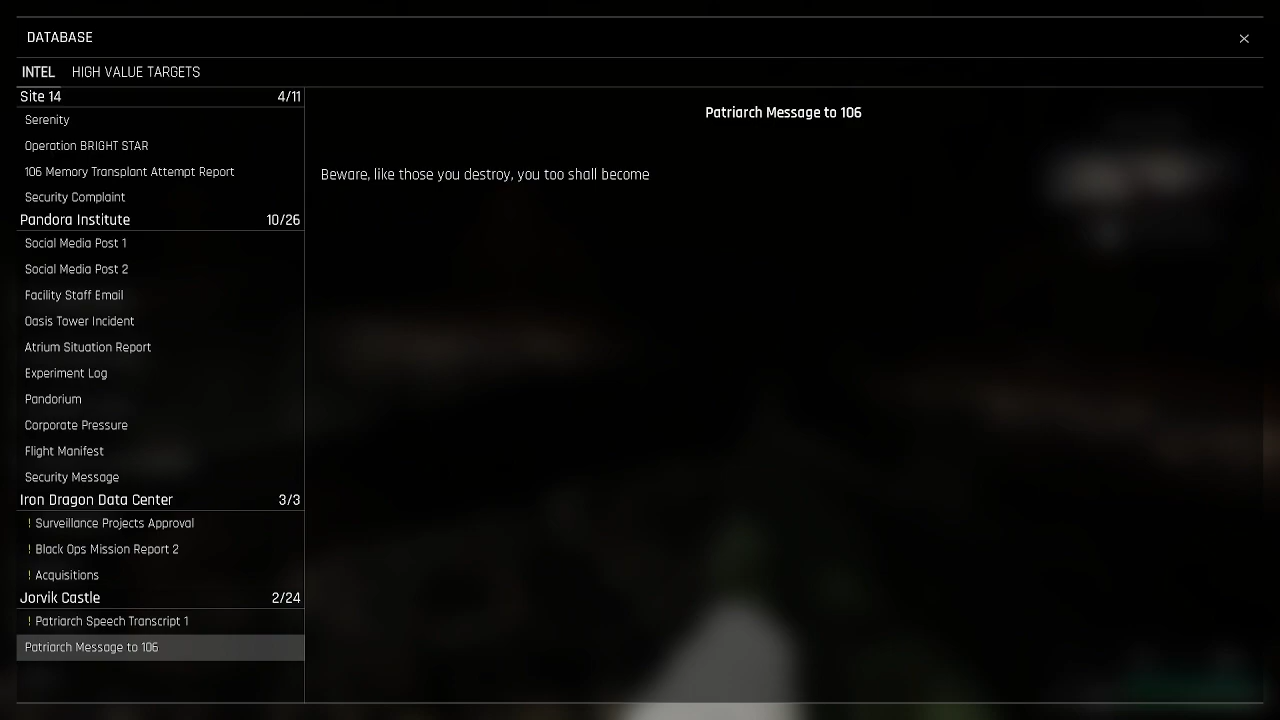 DATABASE
INTEL HIGH VALUE TARGETS
Site 14 4/11
Serenity
Operation BRIGHT STAR
106 Memory Transplant Attempt Report
Security Complaint
Pandora Institute 10/26
Social Media Post 1
Social Media Post 2
Facility Staff Email
Oasis Tower Incident
Atrium Situation Report
Experiment Log
Pandorium
Corporate Pressure
Flight Manifest
Security Message
Iron Dragon Data Center 3/3
! Surveillance Projects Approval
! Black Ops Mission Report 2
! Acquisitions
Jorvik Castle 2/24
! Patriarch Speech Transcript 1
Patriarch Message to 106
Patriarch Message to 106
Beware, like those you destroy, you too shall become